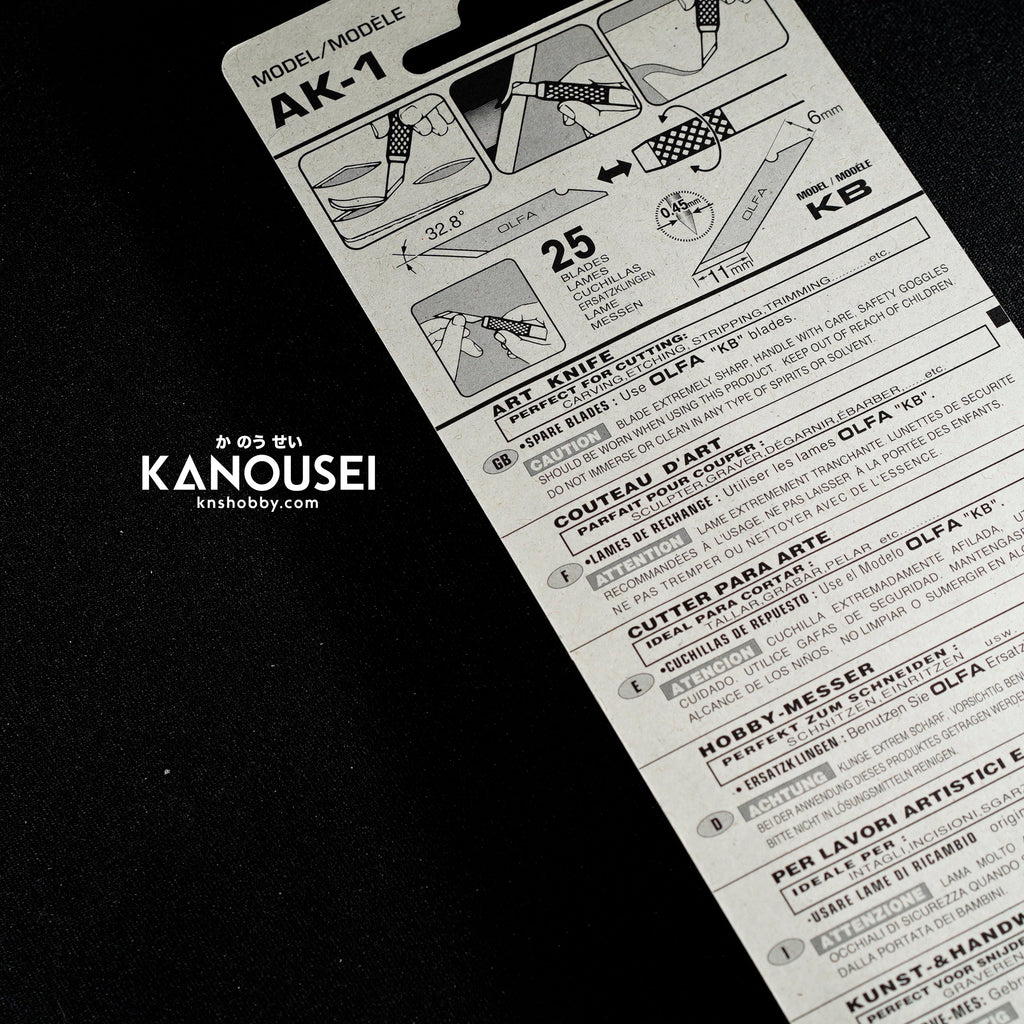 MODEL/MODÈLE
AK-1
6mm
OLFA
32.8°
OLFA
0.45mm
MODEL / MODÈLE
KB
11mm
25
BLADES
LAMES
CUCHILLAS
ERSATZKLINGEN
LAME
MESSEN
ART KNIFE
PERFECT FOR CUTTING:
CARVING,ETCHING, STRIPPING,TRIMMING...........etc.
•SPARE BLADES : Use OLFA "KB" blades.
GB
CAUTION BLADE EXTREMELY SHARP, HANDLE WITH CARE, SAFETY GOGGLES
SHOULD BE WORN WHEN USING THIS PRODUCT. KEEP OUT OF REACH OF CHILDREN.
DO NOT IMMERSE OR CLEAN IN ANY TYPE OF SPIRITS OR SOLVENT.
COUTEAU D'ART
PARFAIT POUR COUPER :
SCULPTER,GRAVER,DÉGARNIR,ÉBARBER,......etc.
•LAMES DE RECHANGE : Utiliser les lames OLFA "KB" .
F
ATTENTION LAME EXTREMEMENT TRANCHANTE. LUNETTES DE SECURITE
RECOMMANDÉES À L'USAGE. NE PAS LAISSER À LA PORTÉE DES ENFANTS.
NE PAS TREMPER OU NETTOYER AVEC DE L'ESSENCE.
CUTTER PARA ARTE
IDEAL PARA CORTAR :
TALLAR,GRABAR,PELAR etc.
•CUCHILLAS DE REPUESTO : Use el Modelo OLFA "KB".
E
ATENCION CUCHILLA EXTREMADAMENTE AFILADA,
CUIDADO. UTILICE GAFAS DE SEGURIDAD.
ALCANCE DE LOS NIÑOS. NO LIMPIAR O SUMERGIR EN
HOBBY-MESSER
PERFEKT ZUM SCHNEIDEN :
SCHNITZEN,EINRITZEN usw.
• ERSATZKLINGEN : Benutzen Sie OLFA
D
ACHTUNG KLINGE EXTREM SCHARF, VORSICHTIG
BEI DER ANWENDUNG DIESES PRODUKTES GETRAGEN
BITTE NICHT IN LÖSUNGSMITTELN REINIGEN.
PER LAVORI ARTISTICI E
IDEALE PER :
INTAGLI,INCISIONI,
•USARE LAME DI RICAMBIO
I
ATTENZIONE LAMA MOLTO
OCCHIALI DI SICUREZZA QUANDO
DALLA PORTATA DEI BAMBINI.
PERFECT VOOR
か のう せい
KANOUSEI
knshobby.com